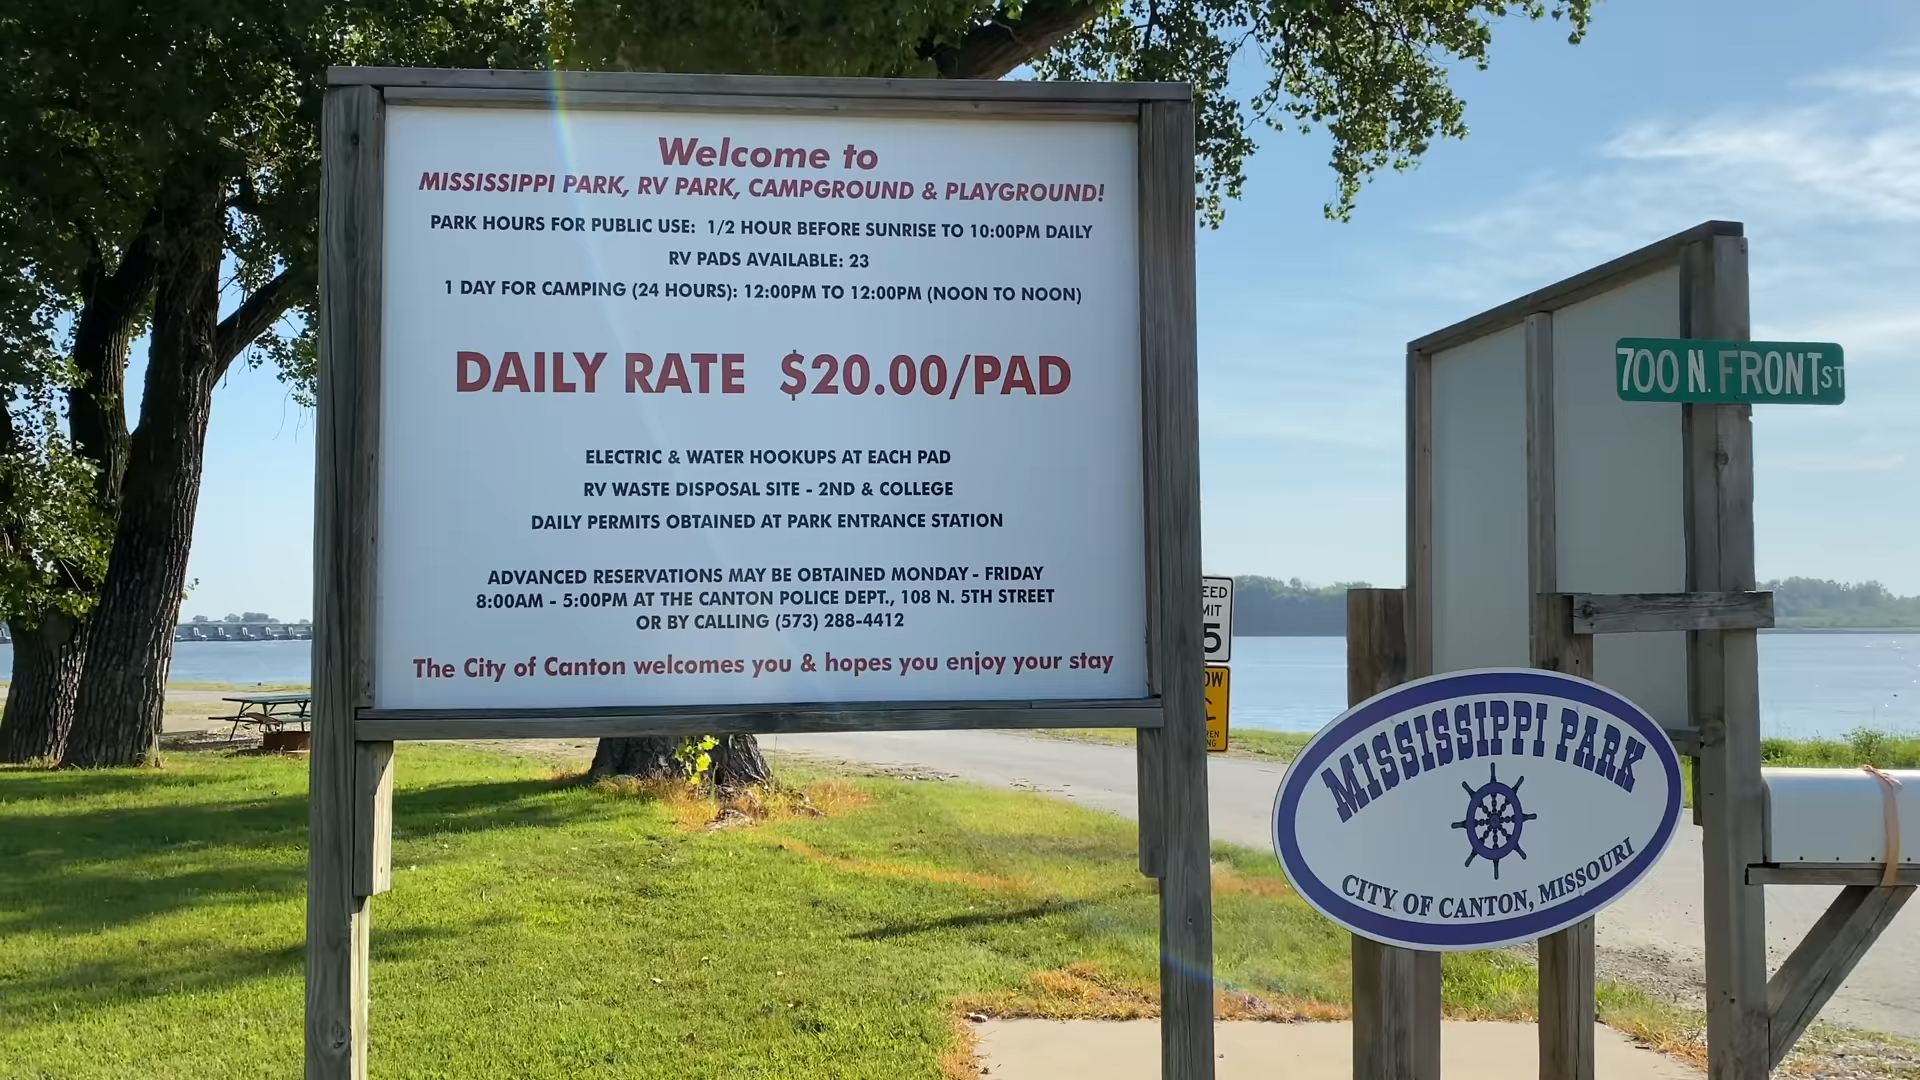 Welcome to
MISSISSIPPI PARK, RV PARK, CAMPGROUND & PLAYGROUND!
PARK HOURS FOR PUBLIC USE: 1/2 HOUR BEFORE SUNRISE TO 10:00PM DAILY
RV PADS AVAILABLE: 23
1 DAY FOR CAMPING (24 HOURS): 12:00PM TO 12:00PM (NOON TO NOON)
DAILY RATE $20.00/PAD
ELECTRIC & WATER HOOKUPS AT EACH PAD
RV WASTE DISPOSAL SITE - 2ND & COLLEGE
DAILY PERMITS OBTAINED AT PARK ENTRANCE STATION
ADVANCED RESERVATIONS MAY BE OBTAINED MONDAY - FRIDAY
8:00AM - 5:00PM AT THE CANTON POLICE DEPT., 108 N. 5TH STREET
OR BY CALLING (573) 288-4412
The City of Canton welcomes you & hopes you enjoy your stay
700 N. FRONT ST
MISSISSIPPI PARK
CITY OF CANTON, MISSOURI